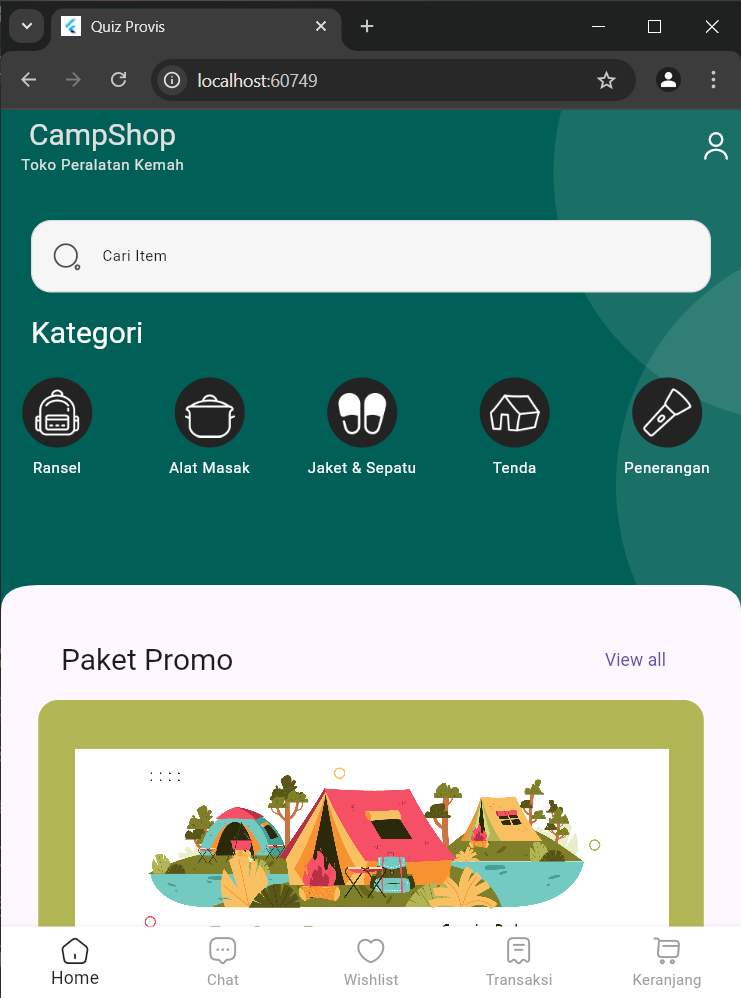 Quiz Provis
localhost:60749
CampShop
Toko Peralatan Kemah
Cari Item
Kategori
Ransel
Alat Masak
Jaket & Sepatu
Tenda
Penerangan
Paket Promo
View all
Home
Chat
Wishlist
Transaksi
Keranjang